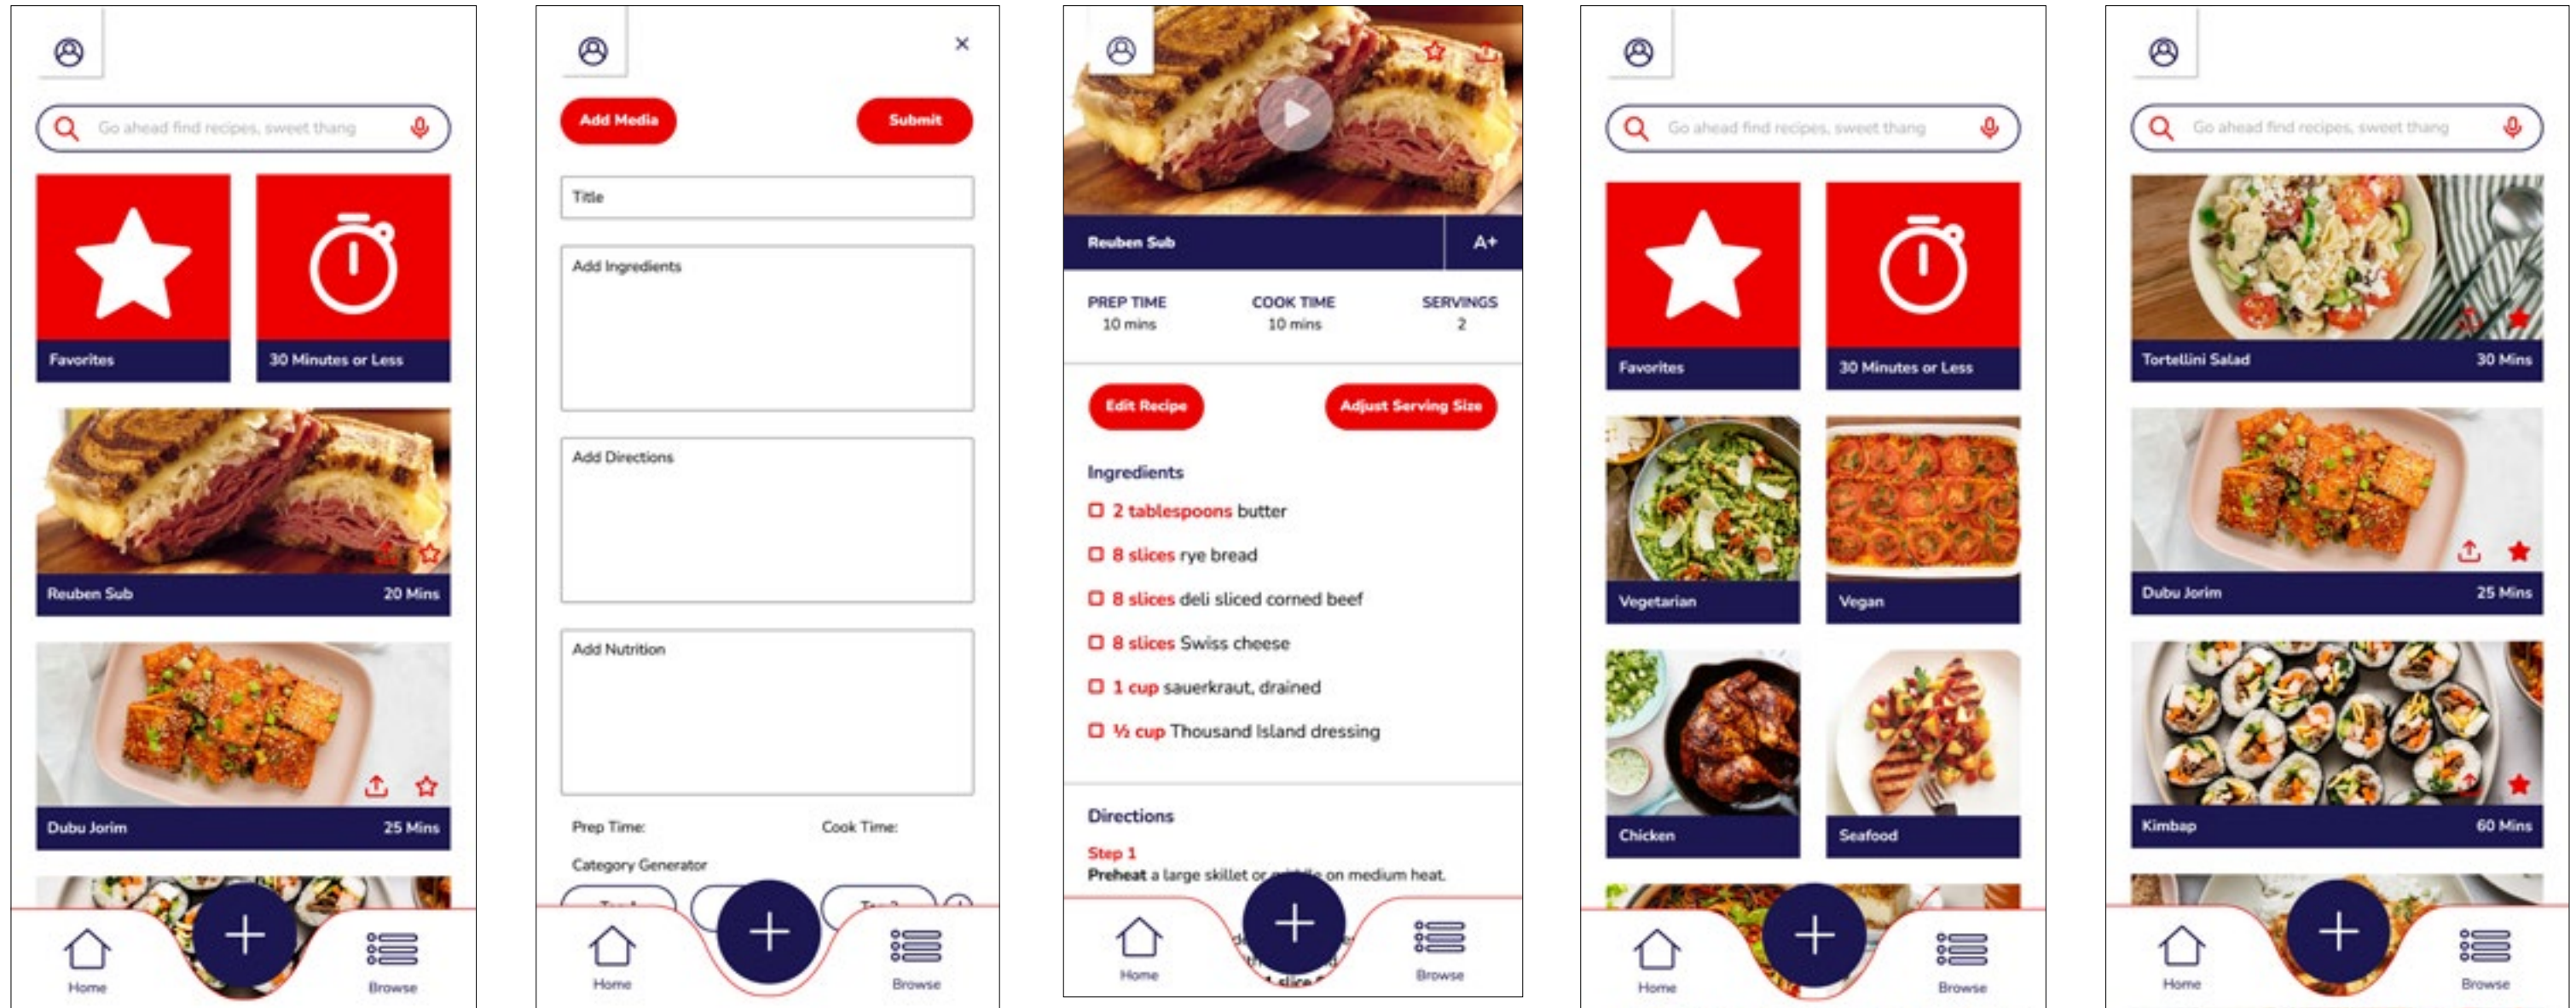 Go ahead find recipes, sweet thang
Favorites
30 Minutes or Less
Reuben Sub
20 Mins
Dubu Jorim
25 Mins
Home
Browse
Add Media
Submit
Title
Add Ingredients
Add Directions
Add Nutrition
Prep Time:
Cook Time:
Category Generator
Home
Browse
Reuben Sub
A+
PREP TIME
COOK TIME
SERVINGS
10 mins
10 mins
2
Edit Recipe
Adjust Serving Size
Ingredients
2 tablespoons butter
8 slices rye bread
8 slices deli sliced corned beef
8 slices Swiss cheese
1 cup sauerkraut, drained
½ cup Thousand Island dressing
Directions
Step 1
Preheat a large skillet or on medium heat.
1 slice
Home
Browse
Go ahead find recipes, sweet thang
Favorites
30 Minutes or Less
Vegetarian
Vegan
Chicken
Seafood
Home
Browse
Go ahead find recipes, sweet thang
Tortellini Salad
30 Mins
Dubu Jorim
25 Mins
Kimbap
60 Mins
Home
Browse